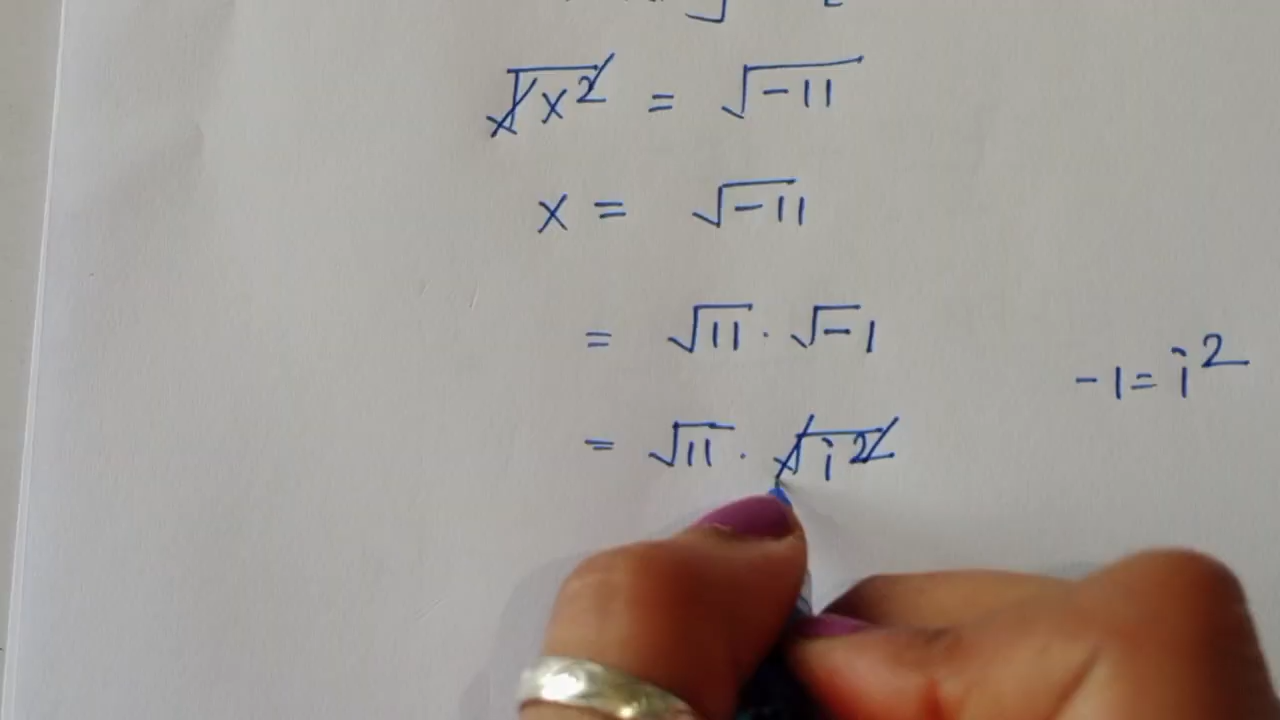 √x² = √-11
x = √-11
= √11 · √-1
-1 = i²
= √11 · √i²